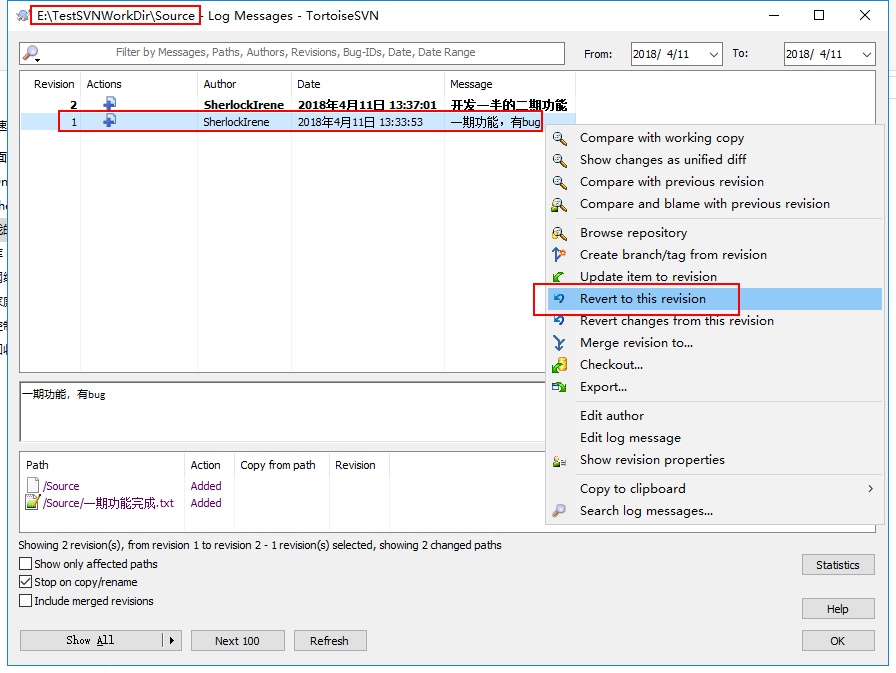 E:\TestSVNWorkDir\Source - Log Messages - TortoiseSVN
Filter by Messages, Paths, Authors, Revisions, Bug-IDs, Date, Date Range
From: 2018/ 4/11 To: 2018/ 4/11
Revision Actions Author Date Message
2 SherlockIrene 2018年4月11日 13:37:01 开发一半的二期功能
1 SherlockIrene 2018年4月11日 13:33:53 一期功能，有bug
Compare with working copy
Show changes as unified diff
Compare with previous revision
Compare and blame with previous revision
Browse repository
Create branch/tag from revision
Update item to revision
Revert to this revision
Revert changes from this revision
Merge revision to...
Checkout...
Export...
Edit author
Edit log message
Show revision properties
Copy to clipboard
Search log messages...
一期功能，有bug
Path Action Copy from path Revision
/Source Added
/Source/一期功能完成.txt Added
Showing 2 revision(s), from revision 1 to revision 2 - 1 revision(s) selected, showing 2 changed paths
Show only affected paths
Stop on copy/rename
Include merged revisions
Statistics
Help
Show All Next 100 Refresh OK